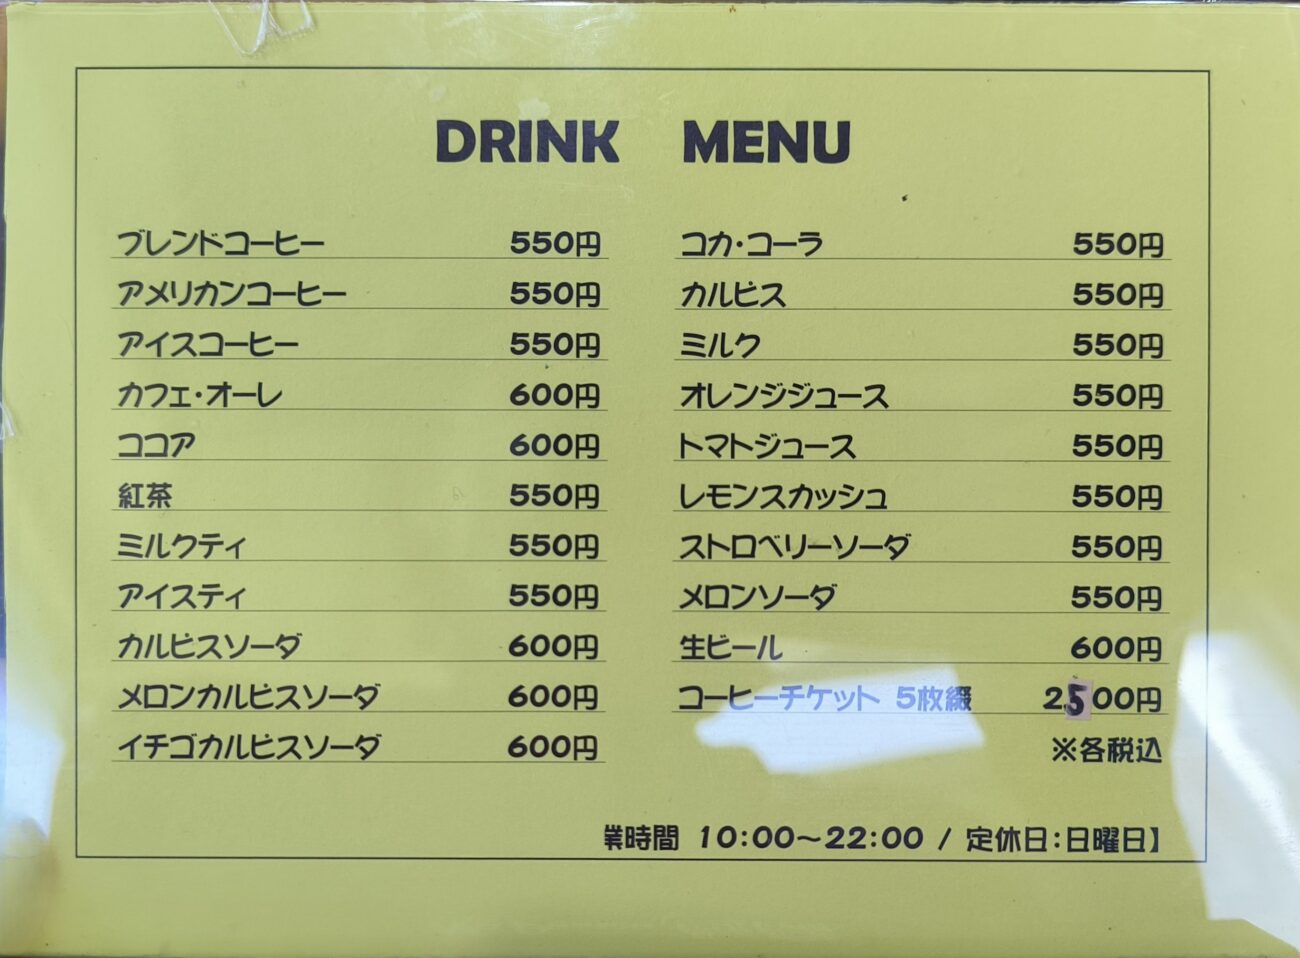 DRINK MENU
ブレンドコーヒー 550円
アメリカンコーヒー 550円
アイスコーヒー 550円
カフェ・オーレ 600円
ココア 600円
紅茶 550円
ミルクティ 550円
アイスティ 550円
カルピスソーダ 600円
メロンカルピスソーダ 600円
イチゴカルピスソーダ 600円
コカ・コーラ 550円
カルピス 550円
ミルク 550円
オレンジジュース 550円
トマトジュース 550円
レモンスカッシュ 550円
ストロベリーソーダ 550円
メロンソーダ 550円
生ビール 600円
コーヒーチケット 5枚綴 2500円
※各税込
業時間 10:00～22:00 / 定休日:日曜日】